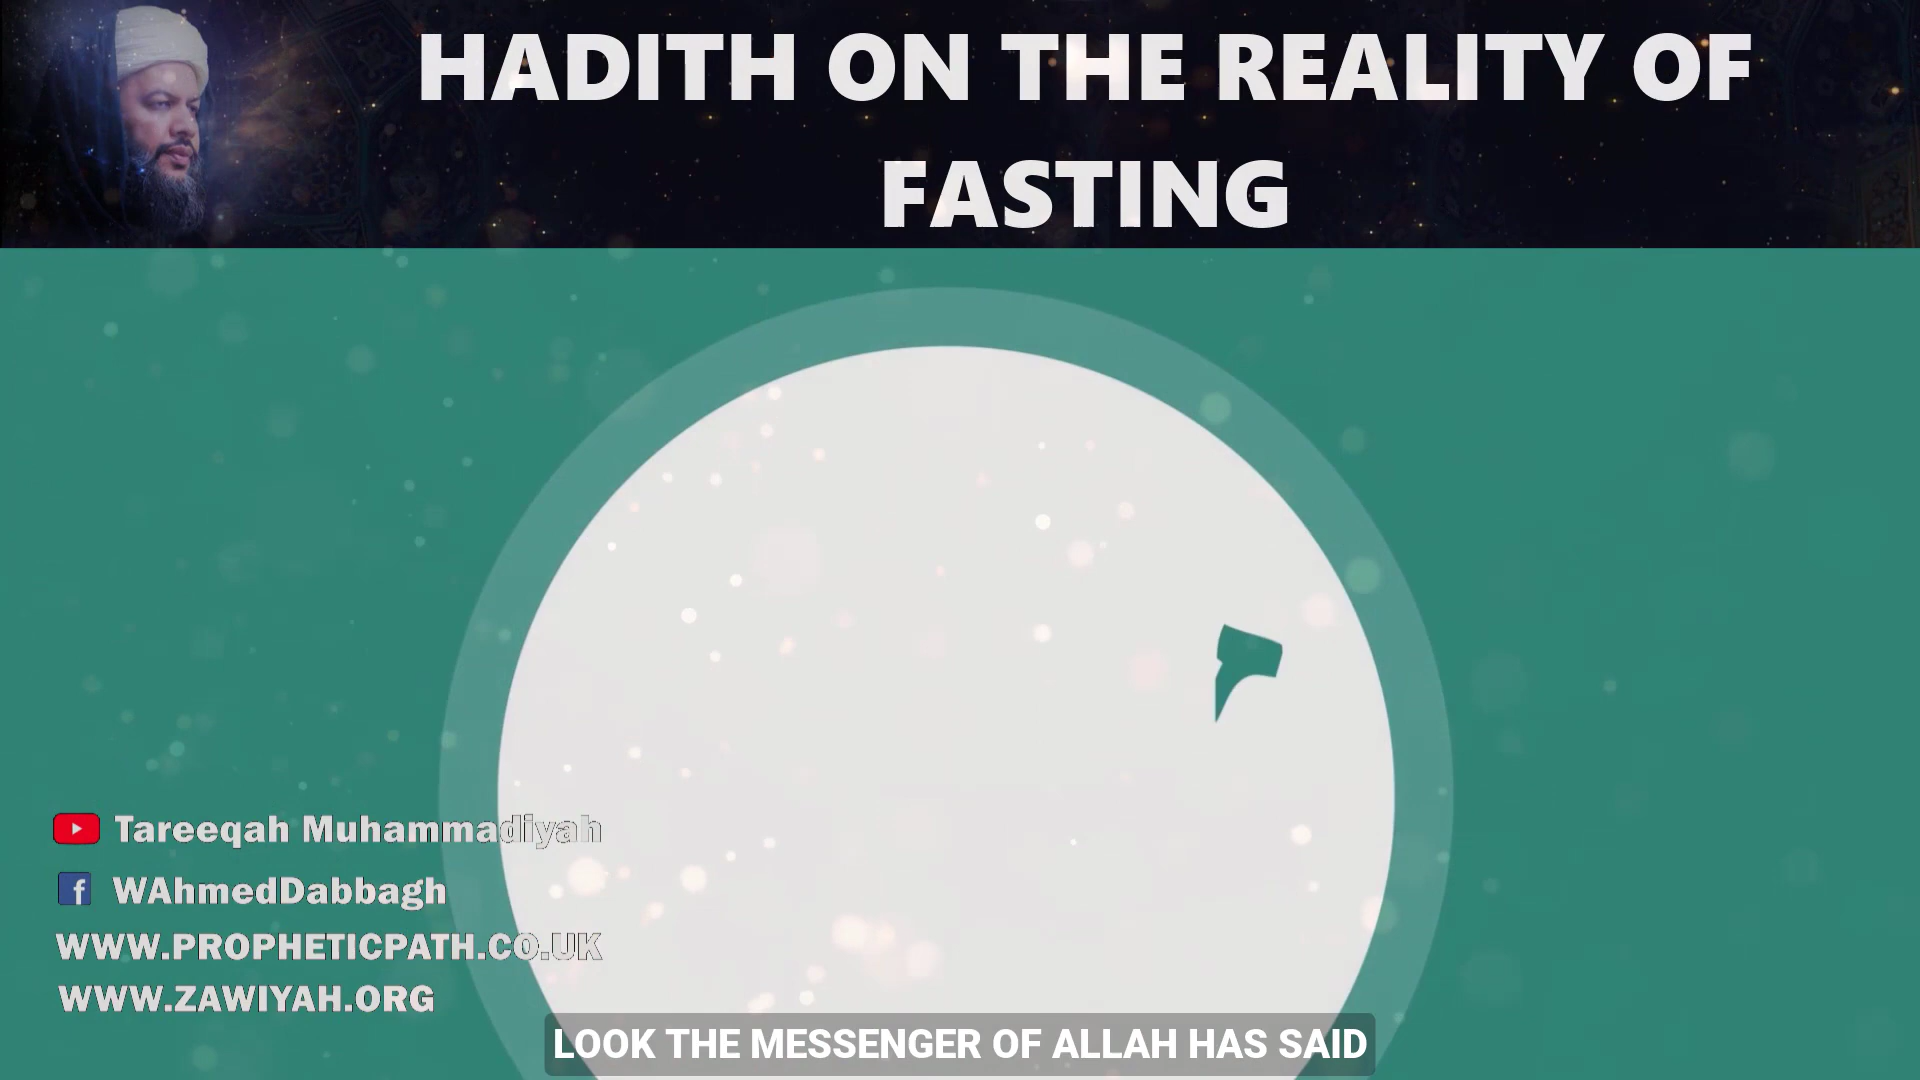 HADITH ON THE REALITY OF
FASTING
Tareeqah Muhammadiyah
WAhmedDabbagh
WWW.PROPHETICPATH.CO.UK
WWW.ZAWIYAH.ORG
LOOK THE MESSENGER OF ALLAH HAS SAID